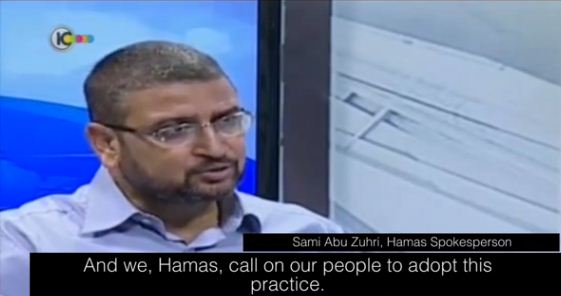 Sami Abu Zuhri, Hamas Spokesperson
And we, Hamas, call on our people to adopt this
practice.